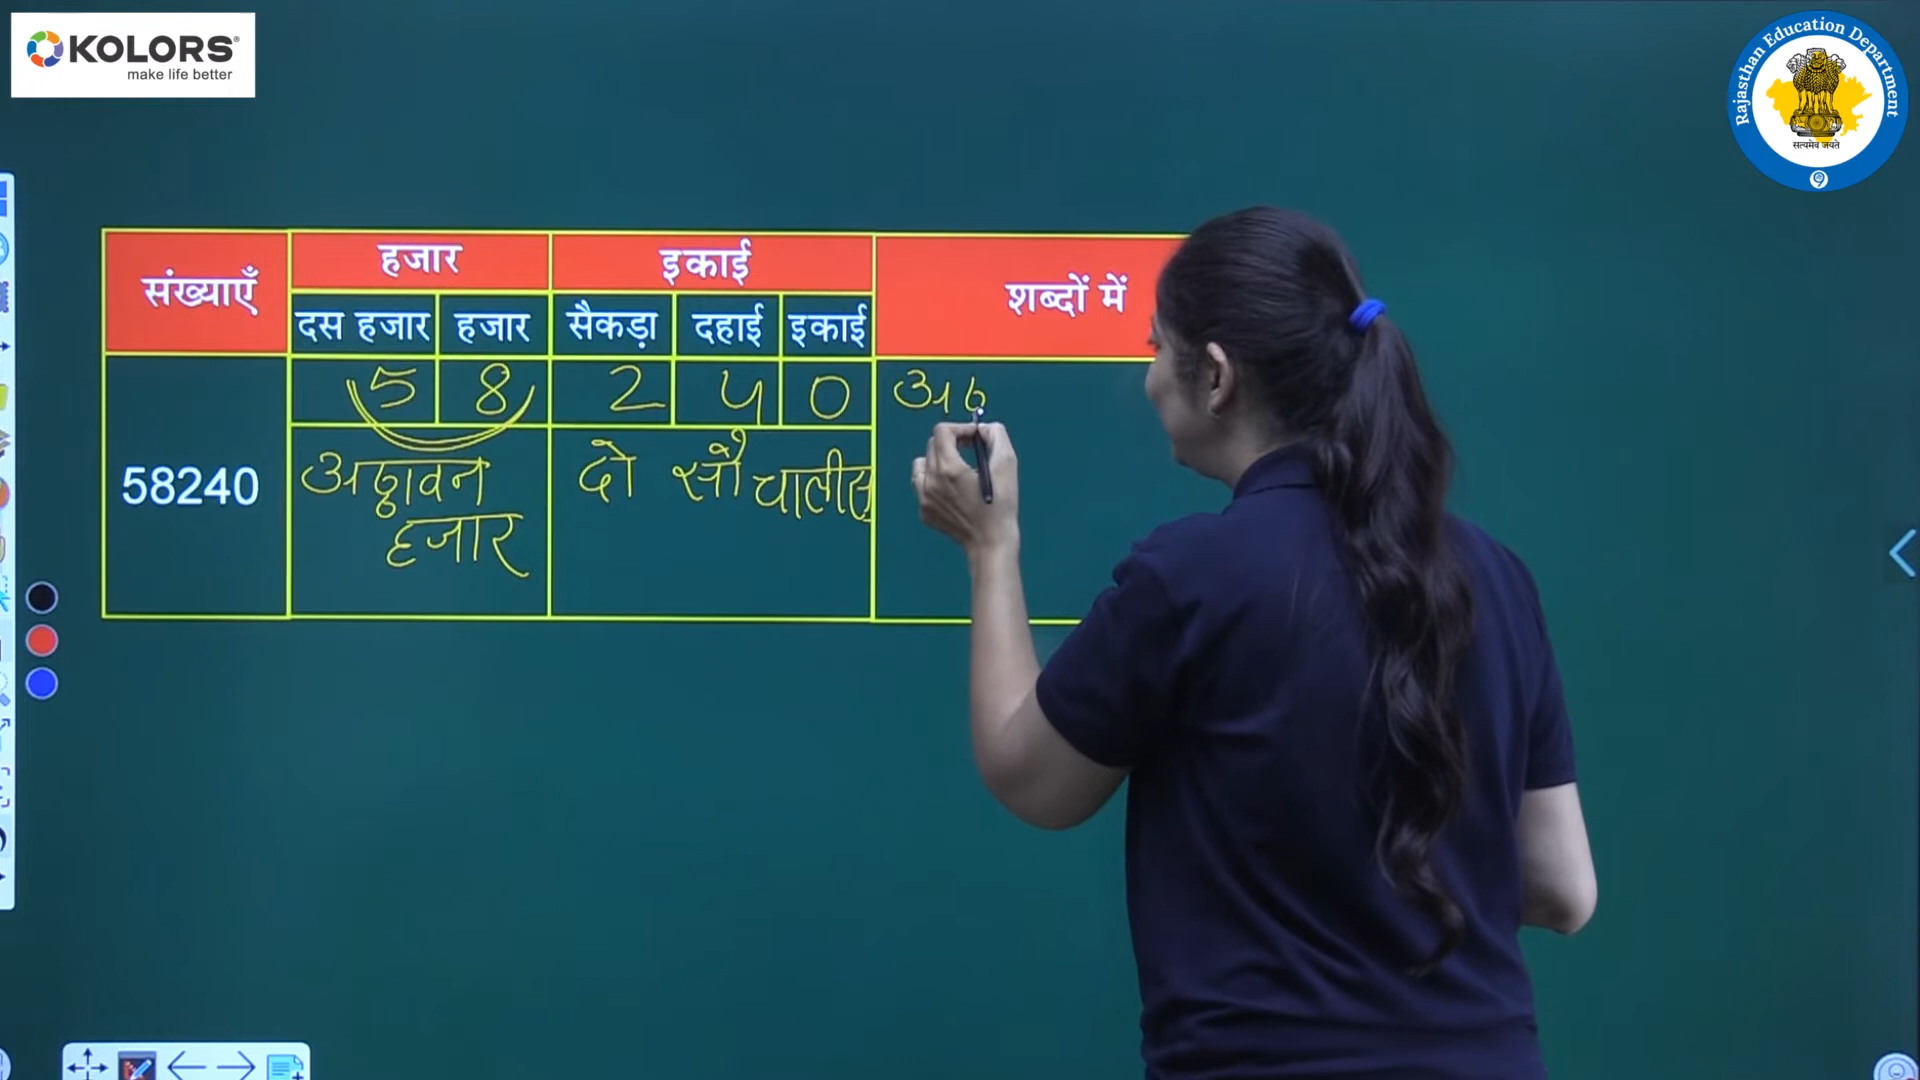 KOLORS®
make life better
Rajasthan Education Department
सत्यमेव जयते
संख्याएँ
हजार
इकाई
शब्दों में
दस हजार
हजार
सैकड़ा
दहाई
इकाई
5
8
2
4
0
58240
अट्ठावन
हजार
दो सौ चालीस